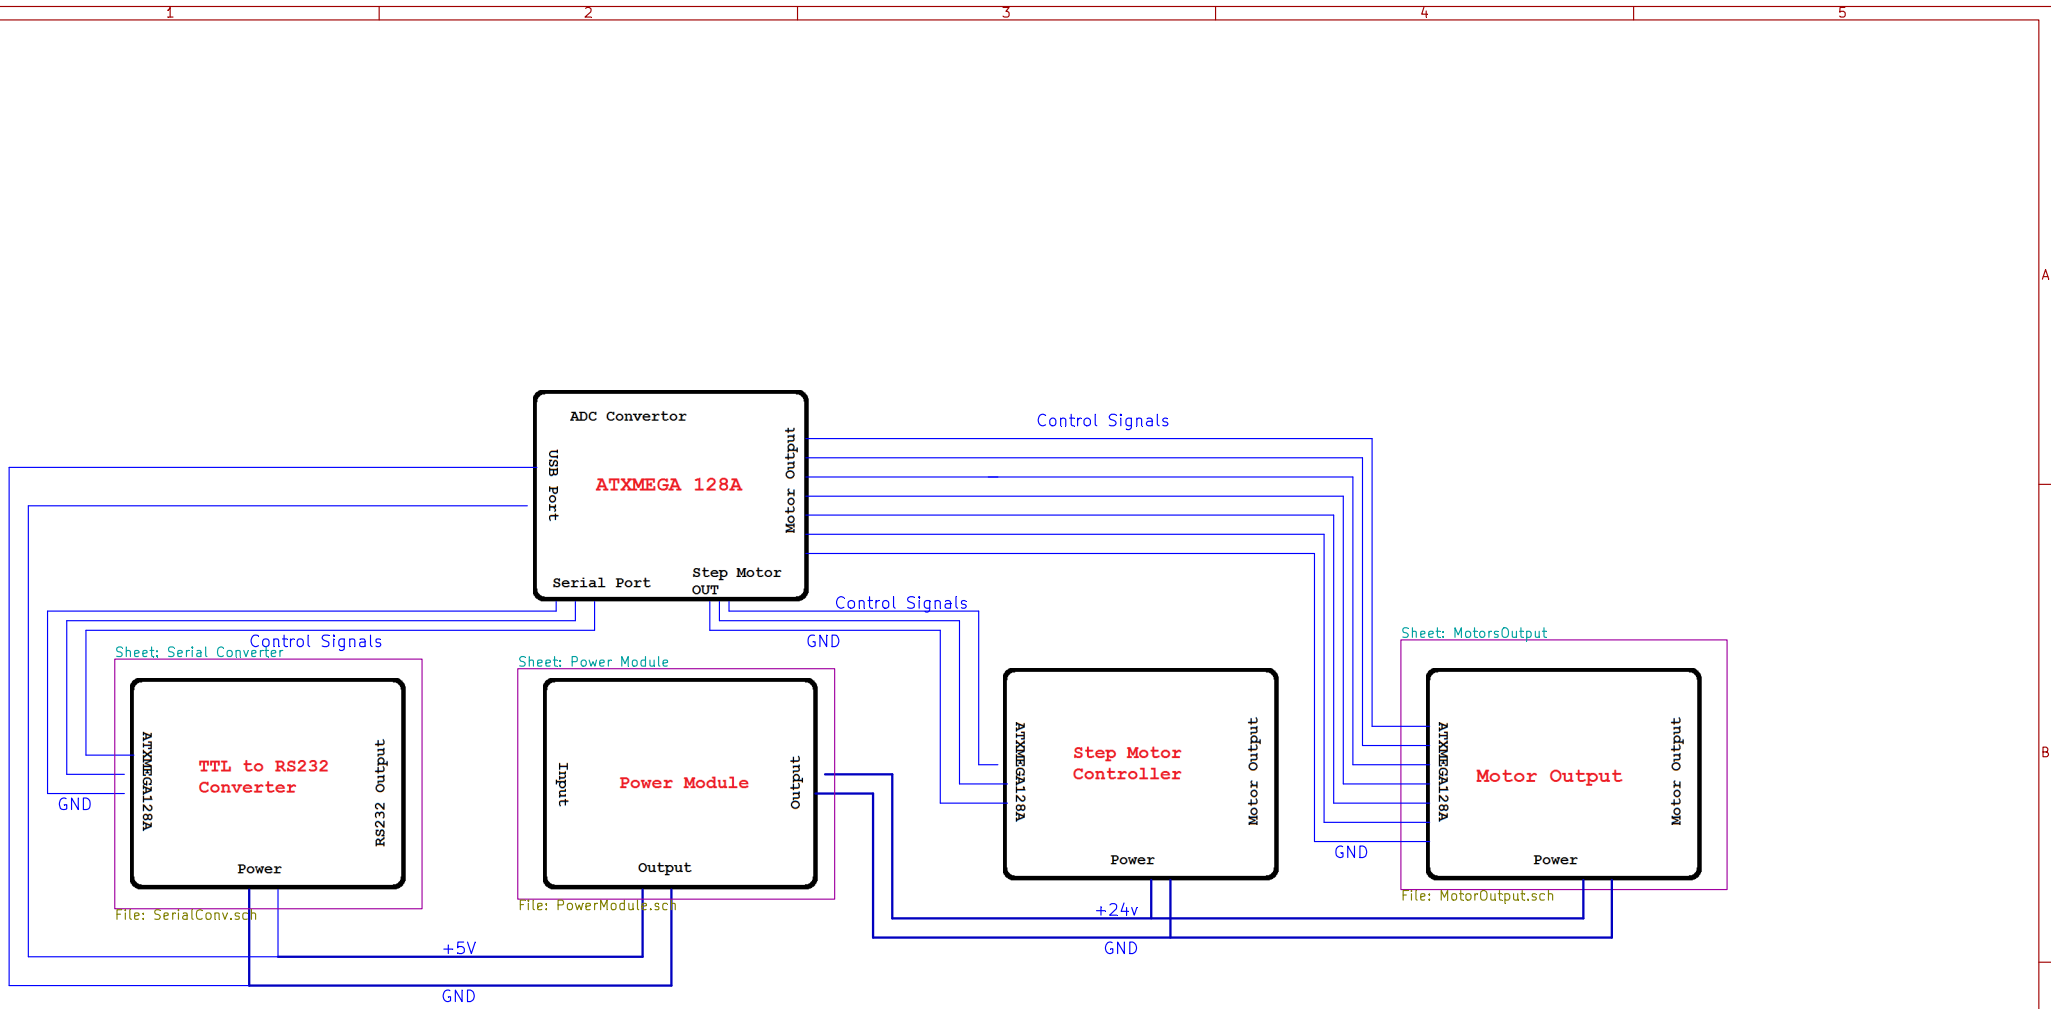 1
2
3
4
5
A
B
ADC Convertor
USB Port
ATXMEGA 128A
Motor Output
Serial Port
Step Motor
OUT
Control Signals
Control Signals
GND
Control Signals
Sheet: Serial Converter
ATXMEGA128A
TTL to RS232
Converter
RS232 Output
Power
GND
File: SerialConv.sch
Sheet: Power Module
Input
Power Module
Output
Output
File: PowerModule.sch
ATXMEGA128A
Step Motor
Controller
Motor Output
Power
Sheet: MotorsOutput
ATXMEGA128A
Motor Output
Motor Output
Power
GND
File: MotorOutput.sch
+24v
GND
+5V
GND